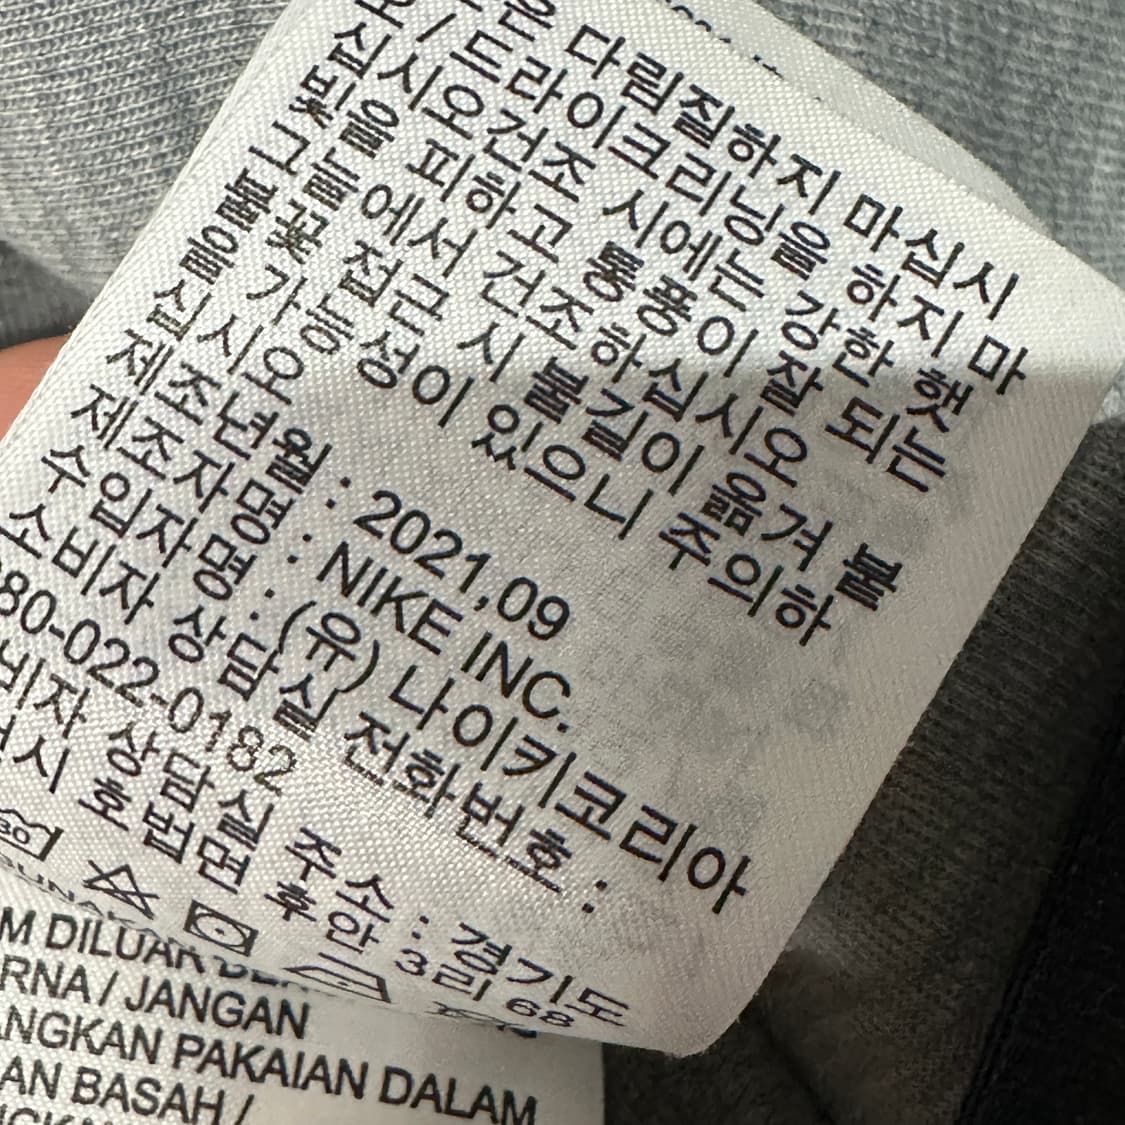 은 다림질하지 마십시
오 / 드라이크리닝을 하지 마
십시오건조 시에는 강한 햇
빛을 피하고 통풍이 잘 되는
그늘에서 건조하십시오
불꽃 접근 시 불길이 옮겨 붙
을 가능성이 있으니 주의하
십시오
제조년월 : 2021,09
제조자명 : NIKE INC.
수입자명 : (유) 나이키코리아
소비자 상담실 전화번호 :
080-022-0182
비자 상담실 주소 : 경기도
시 호법면 후안 3리 68
30
M DILUAR
RNA / JANGAN
ANGKAN PAKAIAN DALAM
AN BASAH /